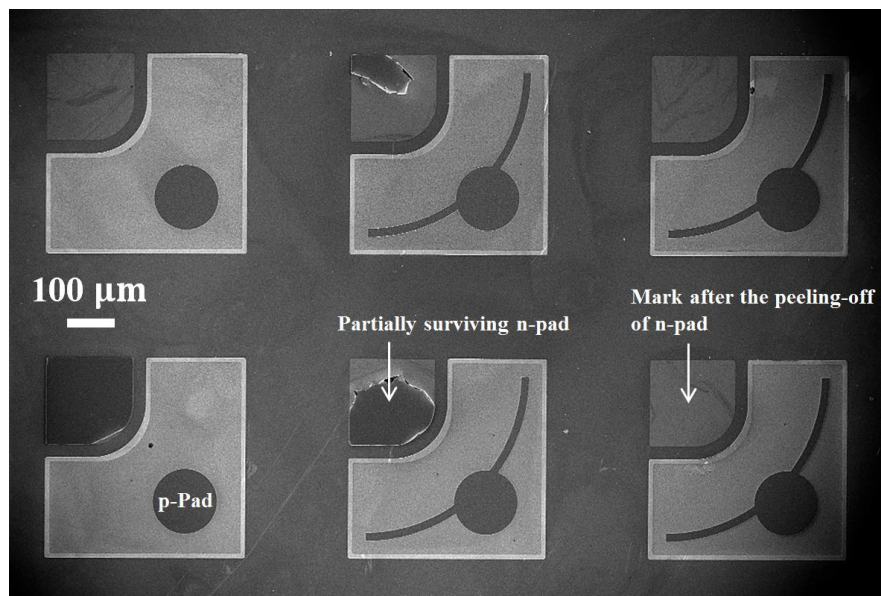 100 μm
Partially surviving n-pad
Mark after the peeling-off
of n-pad
p-Pad